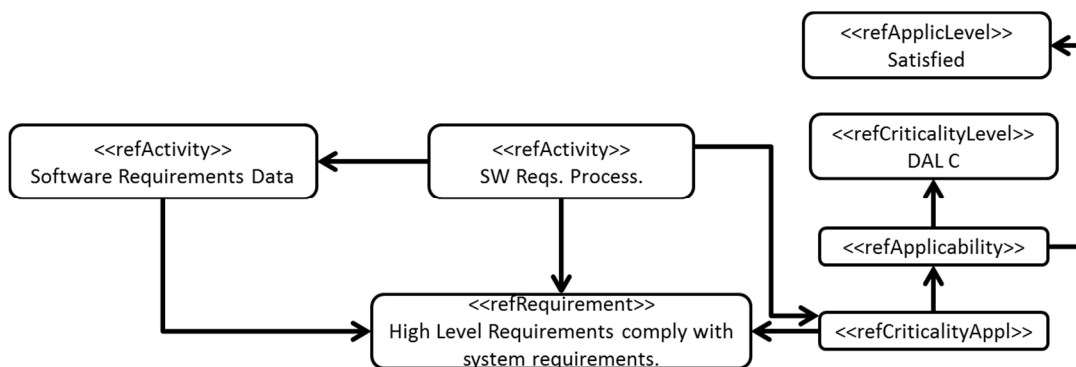 <<refApplicLevel>>
Satisfied
<<refCriticalityLevel>>
DAL C
<<refActivity>>
Software Requirements Data
<<refActivity>>
SW Reqs. Process.
<<refApplicability>>
<<refRequirement>>
High Level Requirements comply with
system requirements.
<<refCriticalityAppl>>